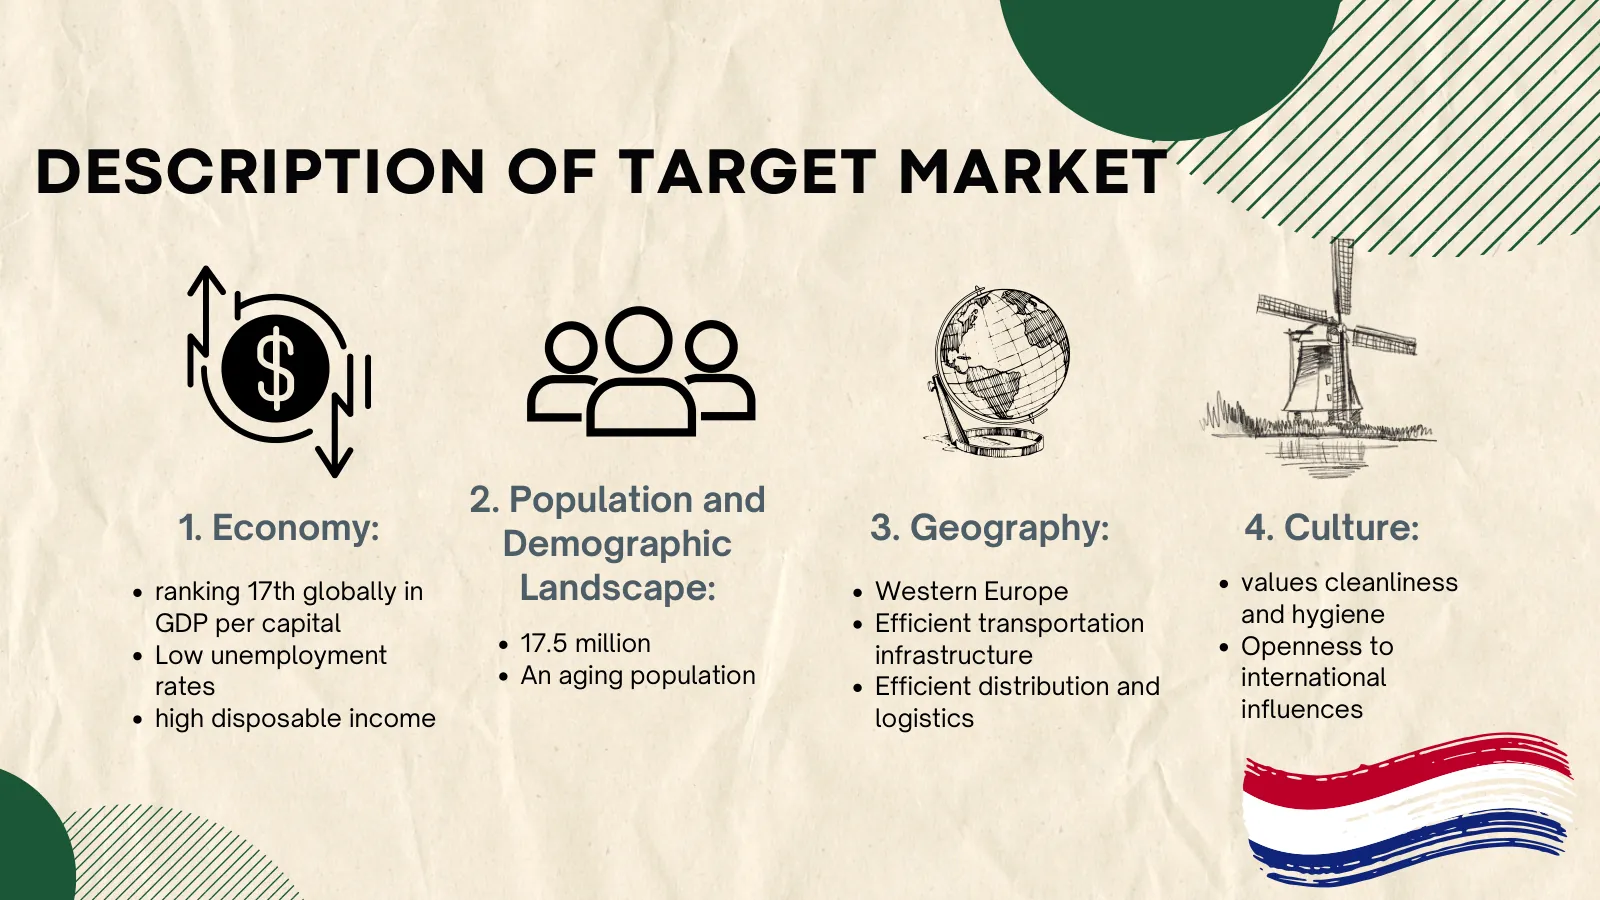 DESCRIPTION OF TARGET MARKET
1. Economy:
• ranking 17th globally in
GDP per capital
• Low unemployment
rates
• high disposable income
2. Population and
Demographic
Landscape:
• 17.5 million
• An aging population
3. Geography:
• Western Europe
• Efficient transportation
infrastructure
• Efficient distribution and
logistics
4. Culture:
• values cleanliness
and hygiene
• Openness to
international
influences